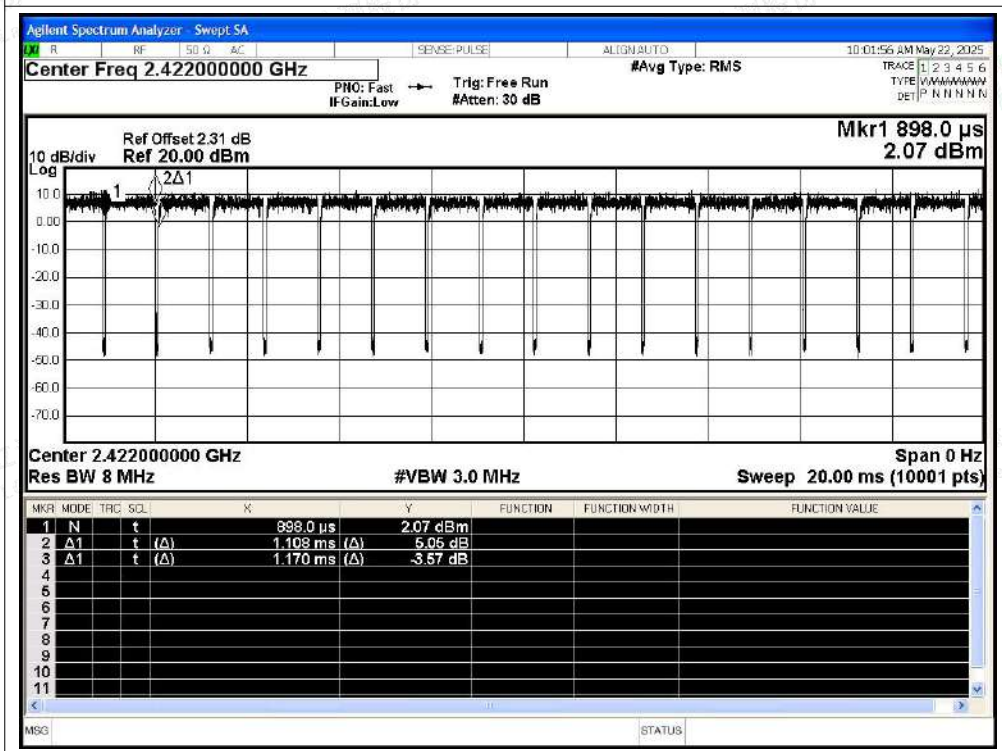 Agilent Spectrum Analyzer - Swept SA
LXI R RF 50 Ω AC SENSE:PULSE ALIGNAUTO 10:01:56 AM May 22, 2025
Center Freq 2.422000000 GHz #Avg Type: RMS TRACE 1 2 3 4 5 6
PNO: Fast Trig: Free Run TYPE WWWWWWW
IFGain:Low #Atten: 30 dB DET P N N N N N
Mkr1 898.0 µs
Ref Offset 2.31 dB
10 dB/div Ref 20.00 dBm 2.07 dBm
Log
2Δ1
1
10.0
0.00
-10.0
-20.0
-30.0
-40.0
-50.0
-60.0
-70.0
Center 2.422000000 GHz Span 0 Hz
Res BW 8 MHz #VBW 3.0 MHz Sweep 20.00 ms (10001 pts)
MKR MODE TRC SCL X Y FUNCTION FUNCTION WIDTH FUNCTION VALUE
1 N t 898.0 µs 2.07 dBm
2 Δ1 t (Δ) 1.108 ms (Δ) 5.05 dB
3 Δ1 t (Δ) 1.170 ms (Δ) -3.57 dB
4
5
6
7
8
9
10
11
MSG STATUS